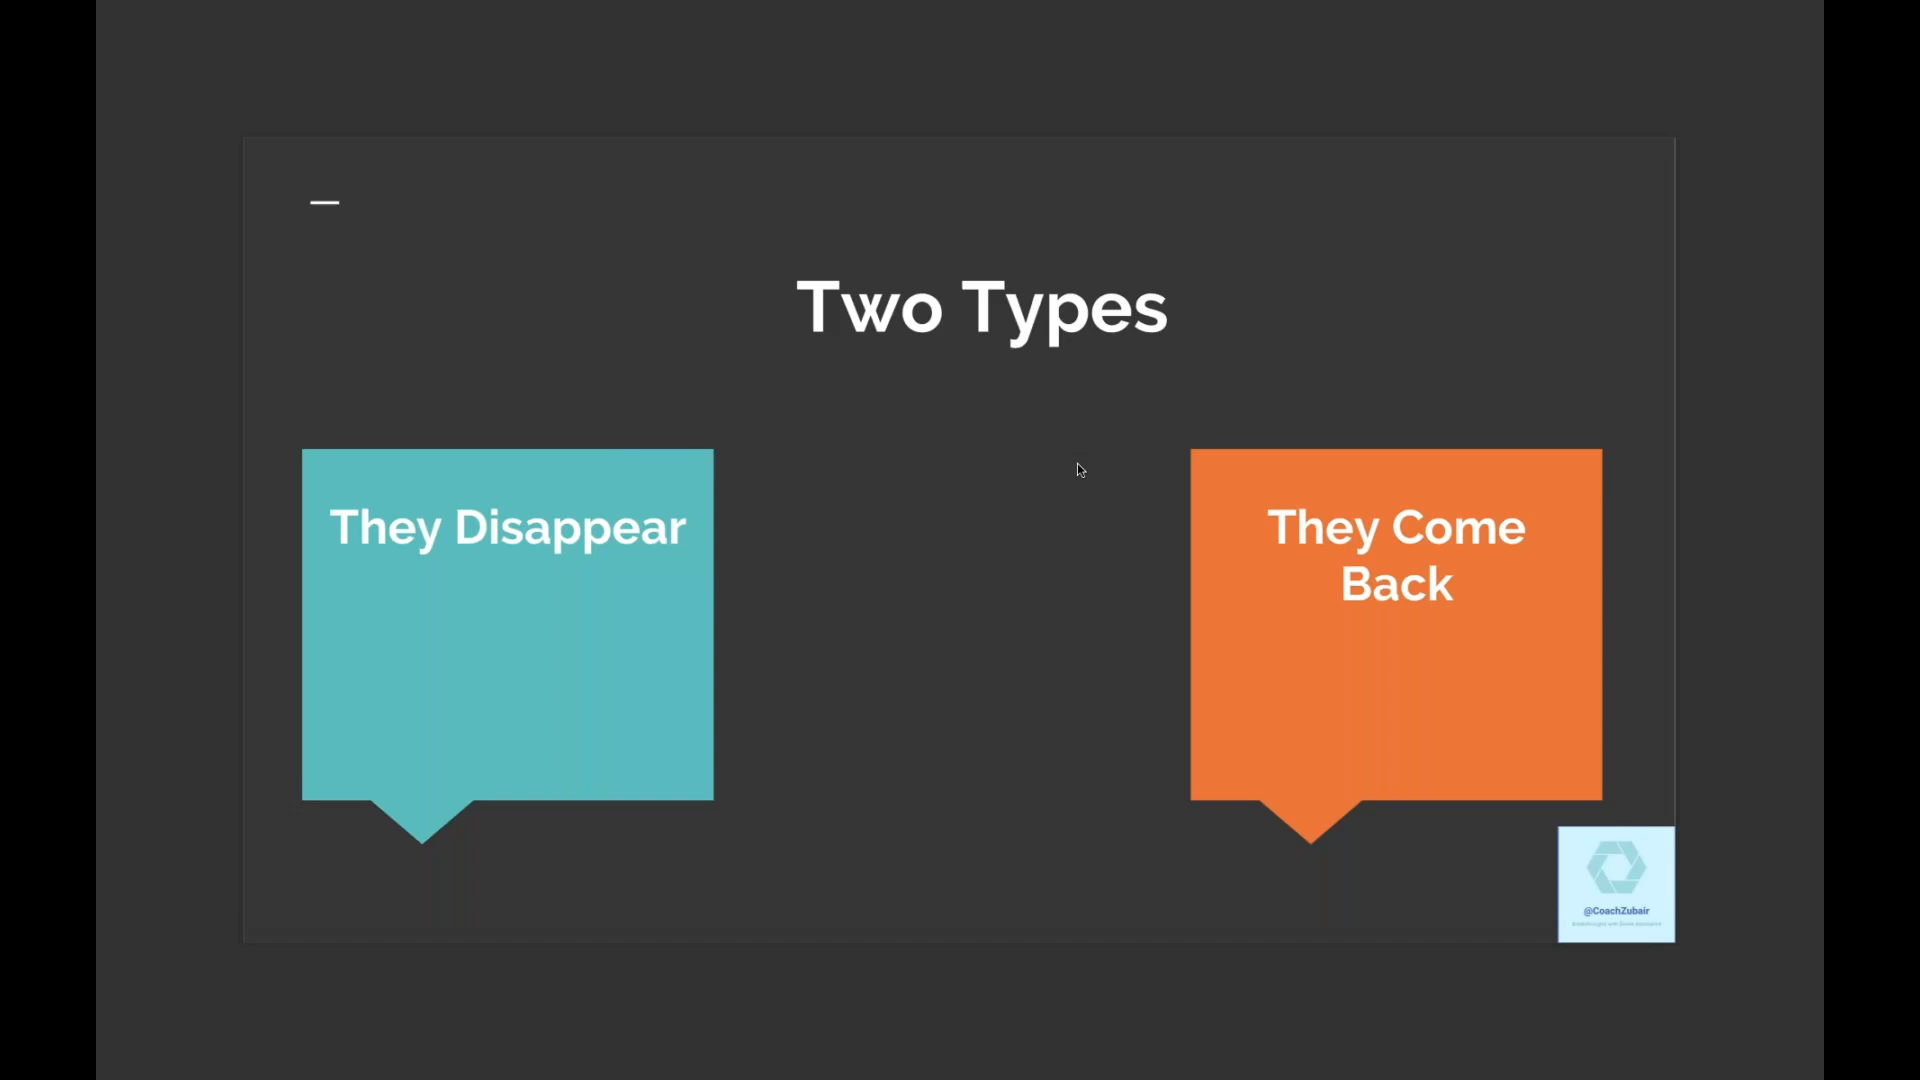 Two Types
They Disappear
They Come
Back
@CoachZubair